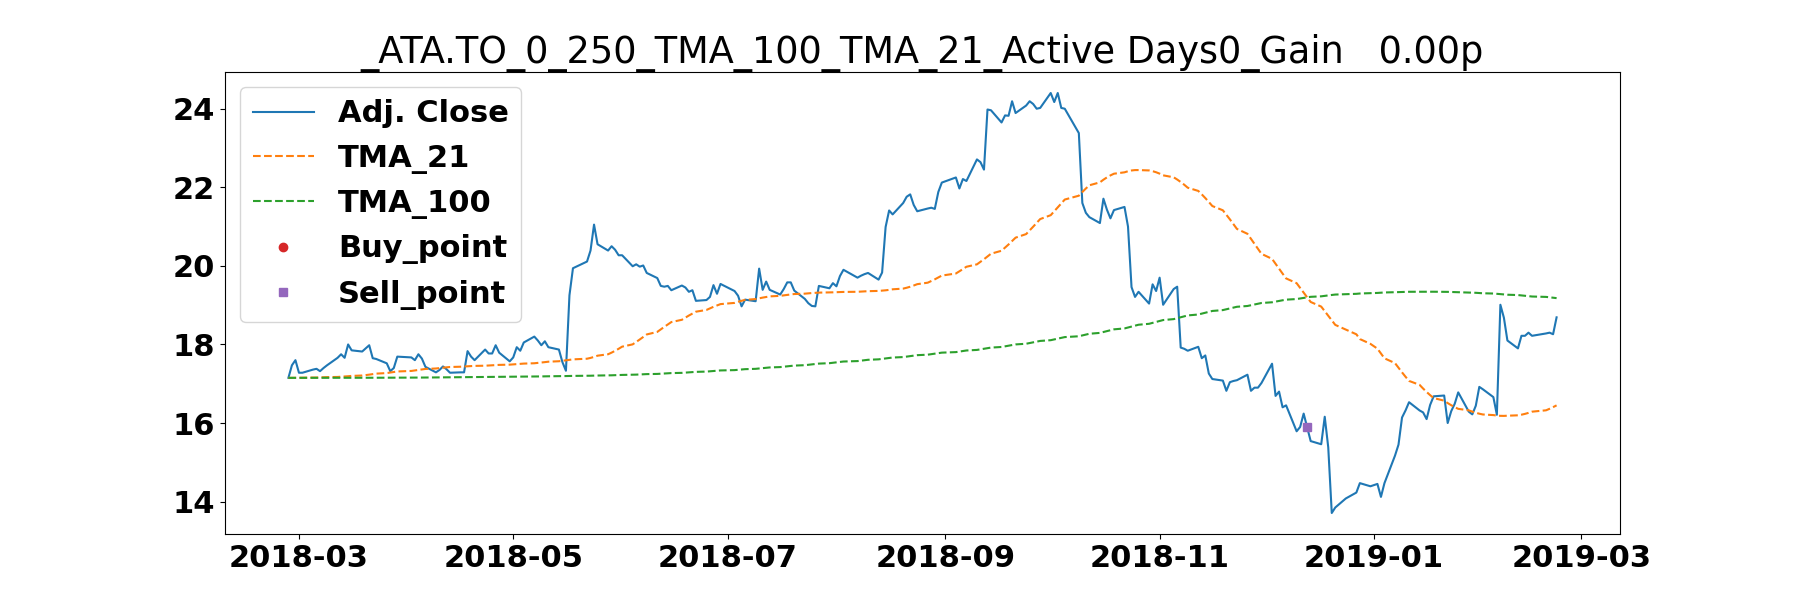 _ATA.TO_0_250_TMA_100_TMA_21_Active Days0_Gain   0.00p
Adj. Close
TMA_21
TMA_100
Buy_point
Sell_point
24
22
20
18
16
14
2018-03 2018-05 2018-07 2018-09 2018-11 2019-01 2019-03